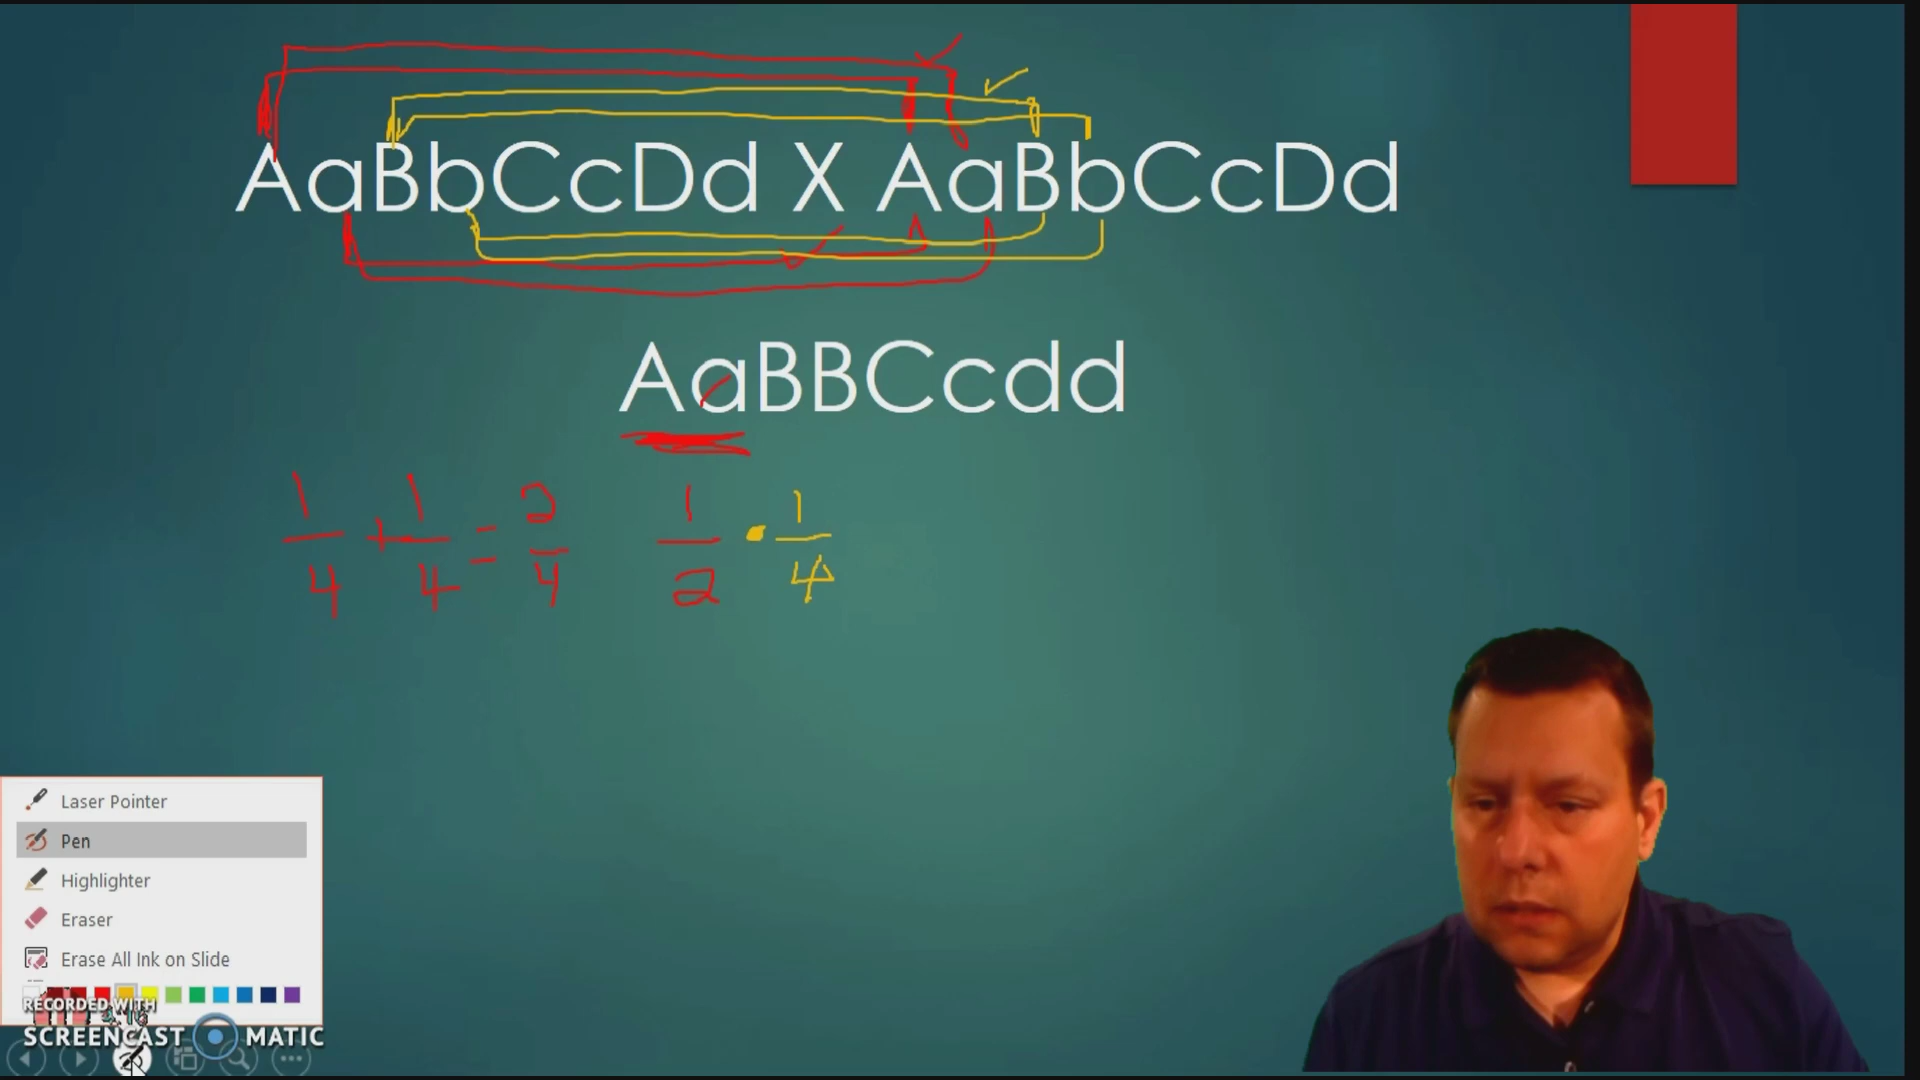 AaBbCcDd X AaBbCcDd
AaBBCcdd
1/4 + 1/4 = 2/4 1/2 • 1/4
Laser Pointer
Pen
Highlighter
Eraser
Erase All Ink on Slide
RECORDED WITH
SCREENCAST MATIC